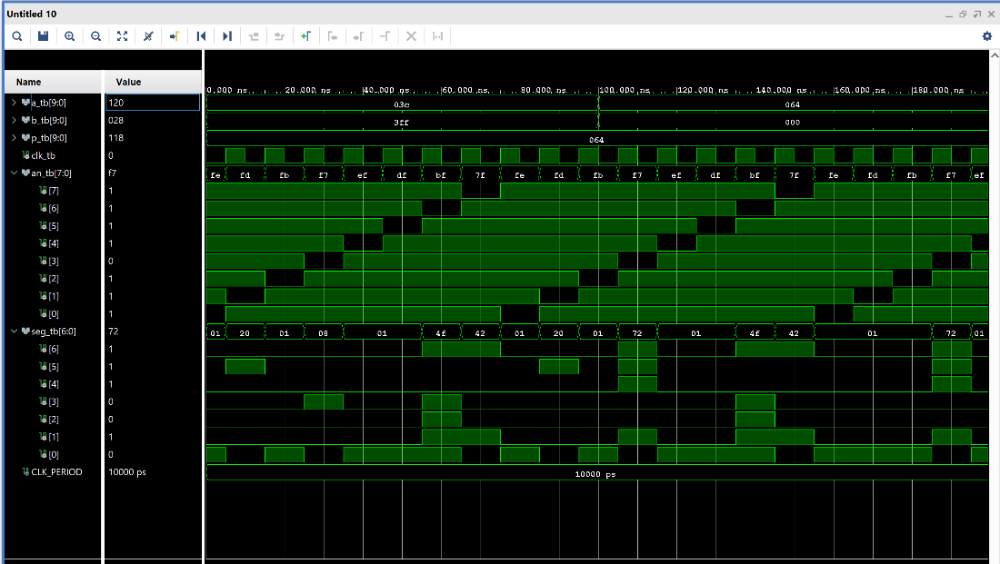 Untitled 10
Name Value
0.000 ns 20.000 ns 40.000 ns 60.000 ns 80.000 ns 100.000 ns 120.000 ns 140.000 ns 160.000 ns 180.000 ns
a_tb[9:0] 120 03c 064
b_tb[9:0] 028 3ff 000
p_tb[9:0] 118 064
clk_tb 0
an_tb[7:0] f7 fe fd fb f7 ef df bf 7f fe fd fb f7 ef df bf 7f fe fd fb f7 ef
[7] 1
[6] 1
[5] 1
[4] 1
[3] 0
[2] 1
[1] 1
[0] 1
seg_tb[6:0] 72 01 20 01 08 01 4f 42 01 20 01 72 01 4f 42 01 72 01
[6] 1
[5] 1
[4] 1
[3] 0
[2] 0
[1] 1
[0] 0
CLK_PERIOD 10000 ps 10000 ps